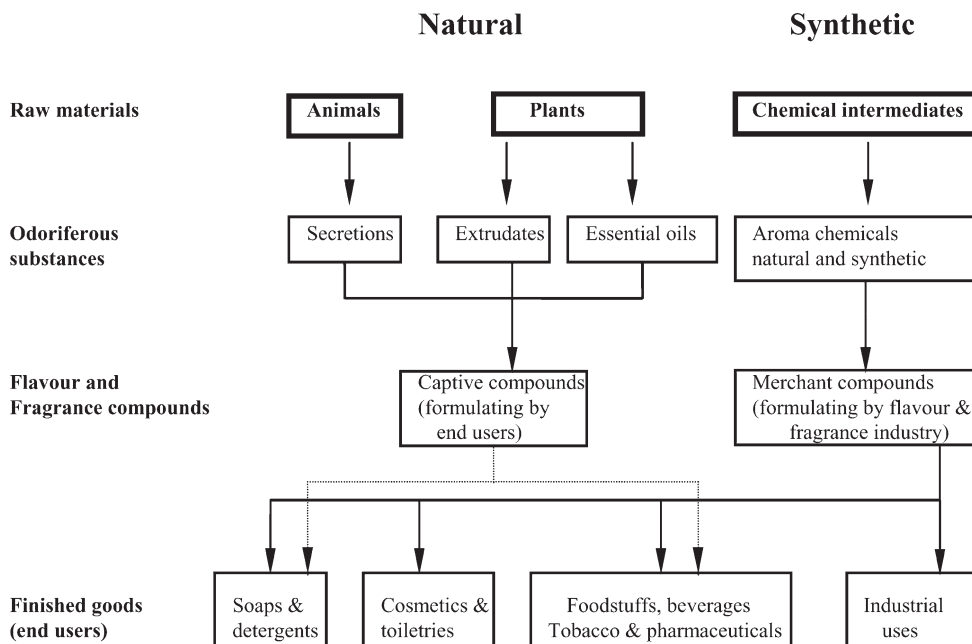 Natural
Synthetic
Raw materials
Animals
Plants
Chemical intermediates
Odoriferous
substances
Secretions
Extrudates
Essential oils
Aroma chemicals
natural and synthetic
Flavour and
Fragrance compounds
Captive compounds
(formulating by
end users)
Merchant compounds
(formulating by flavour &
fragrance industry)
Finished goods
(end users)
Soaps &
detergents
Cosmetics &
toiletries
Foodstuffs, beverages
Tobacco & pharmaceuticals
Industrial
uses